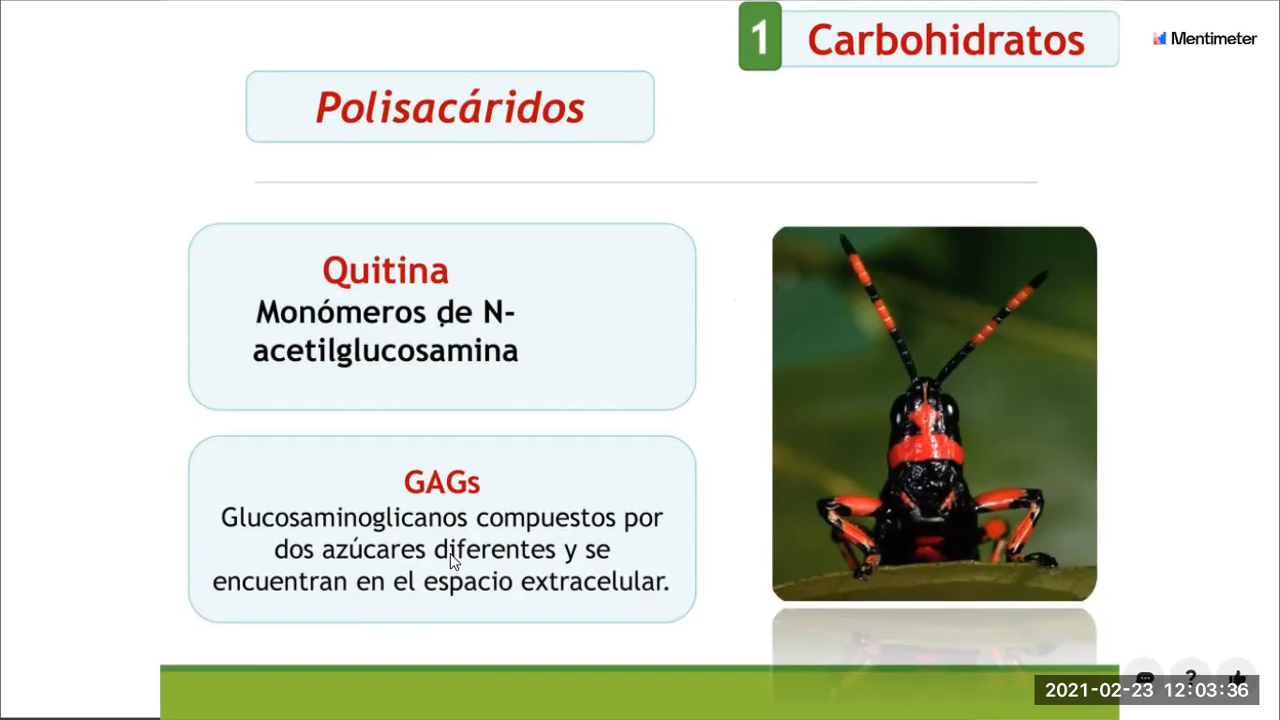 1 Carbohidratos
Mentimeter
Polisacáridos
Quitina
Monómeros de N-
acetilglucosamina
GAGs
Glucosaminoglicanos compuestos por
dos azúcares diferentes y se
encuentran en el espacio extracelular.
?
2021-02-23 12:03:36